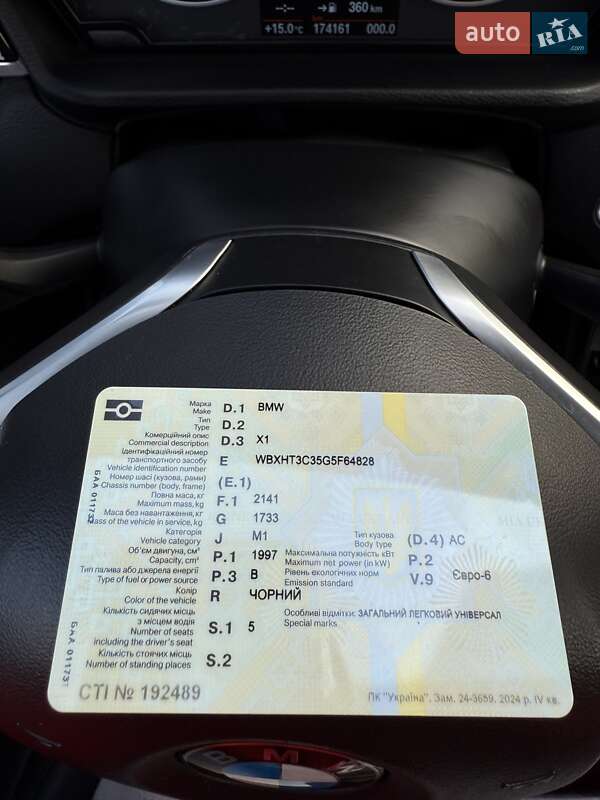 --:-- 360 km
+15.0°C 174161 000.0
auto RIA.com
Марка D.1 BMW
Make
Тип D.2
Type
Комерційний опис D.3 X1
Commercial description
Ідентифікаційний номер
транспортного засобу E WBXHT3C35G5F64828
Vehicle identification number
Номер шасі (кузова, рами) (E.1)
Chassis number (body, frame)
Повна маса, кг F.1 2141
Maximum mass, kg
Маса без навантаження, кг G 1733
Mass of the vehicle in service, kg
Категорія J M1 Тип кузова (D.4) AC
Vehicle category Body type
Об'єм двигуна, см³ P.1 1997 Максимальна потужність кВт P.2
Capacity, cm³ Maximum net power (in kW)
Тип палива або джерела енергії P.3 B Рівень екологічних норм V.9 Євро-6
Type of fuel or power source Emission standard
Колір R ЧОРНИЙ
Color of the vehicle
Кількість сидячих місць Особливі відмітки: ЗАГАЛЬНИЙ ЛЕГКОВИЙ УНІВЕРСАЛ
з місцем водія S.1 5 Special marks
Number of seats
including the driver's seat
Кількість стоячих місць S.2
Number of standing places
СТІ № 192489
ПК "Україна". Зам. 24-3659. 2024 р. IV кв.
BMW